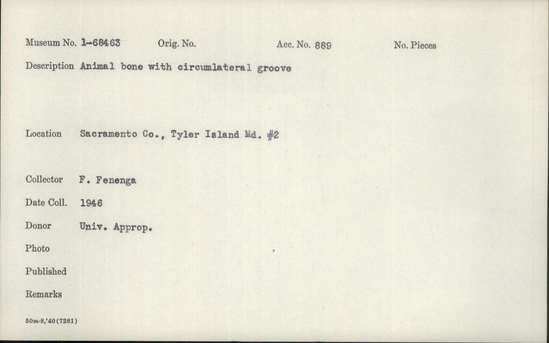 Museum No. 1-68463 Orig. No. Acc. No. 889 No. Pieces
Description Animal bone with circumlateral groove
Location Sacramento Co., Tyler Island Md. #2
Collector F. Fenenga
Date Coll. 1946
Donor Univ. Approp.
Photo
Published
Remarks
50m-8,'40(7281)